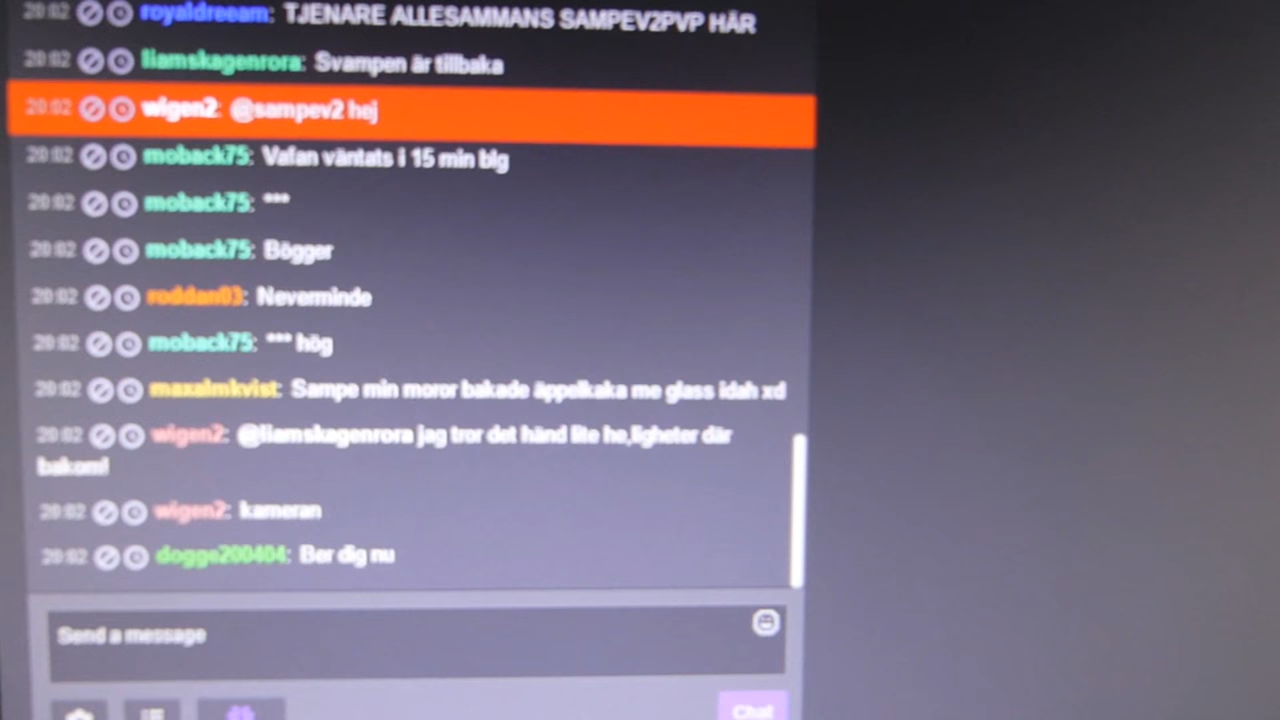 20:02 royaldreeam: TJENARE ALLESAMMANS SAMPEV2PVP HÄR
20:02 liamskagenrora: Svampen är tillbaka
20:02 wigen2: @sampev2 hej
20:02 moback75: Vafan väntats i 15 min blg
20:02 moback75: ***
20:02 moback75: Bögger
20:02 roddan03: Neverminde
20:02 moback75: *** hög
20:02 maxalmkvist: Sampe min moror bakade äppelkaka me glass idah xd
20:02 wigen2: @liamskagenrora jag tror det händ lite he,ligheter där
bakom!
20:02 wigen2: kameran
20:02 dogge200404: Ber dig nu
Send a message
Chat